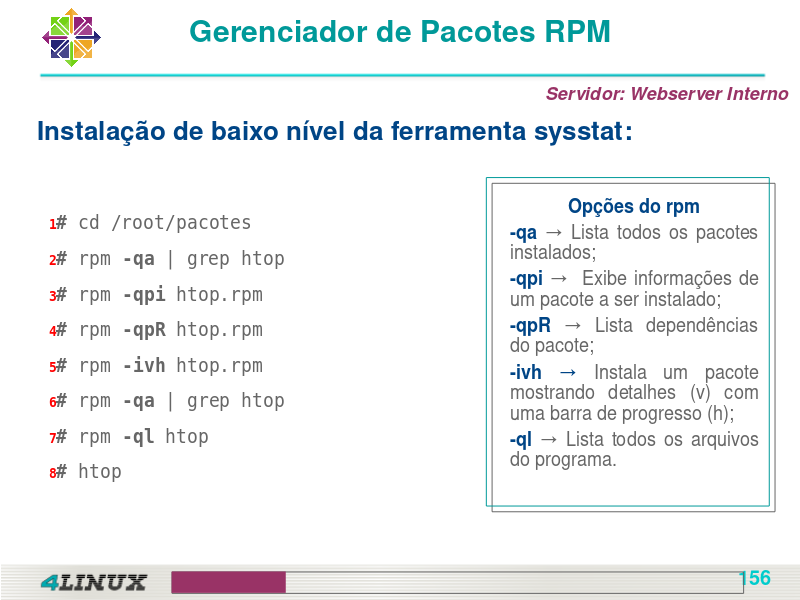 Gerenciador de Pacotes RPM
Servidor: Webserver Interno
Instalação de baixo nível da ferramenta sysstat:
1# cd /root/pacotes
2# rpm -qa | grep htop
3# rpm -qpi htop.rpm
4# rpm -qpR htop.rpm
5# rpm -ivh htop.rpm
6# rpm -qa | grep htop
7# rpm -ql htop
8# htop
Opções do rpm
-qa → Lista todos os pacotes
instalados;
-qpi → Exibe informações de
um pacote a ser instalado;
-qpR → Lista dependências
do pacote;
-ivh → Instala um pacote
mostrando detalhes (v) com
uma barra de progresso (h);
-ql → Lista todos os arquivos
do programa.
4LINUX
156